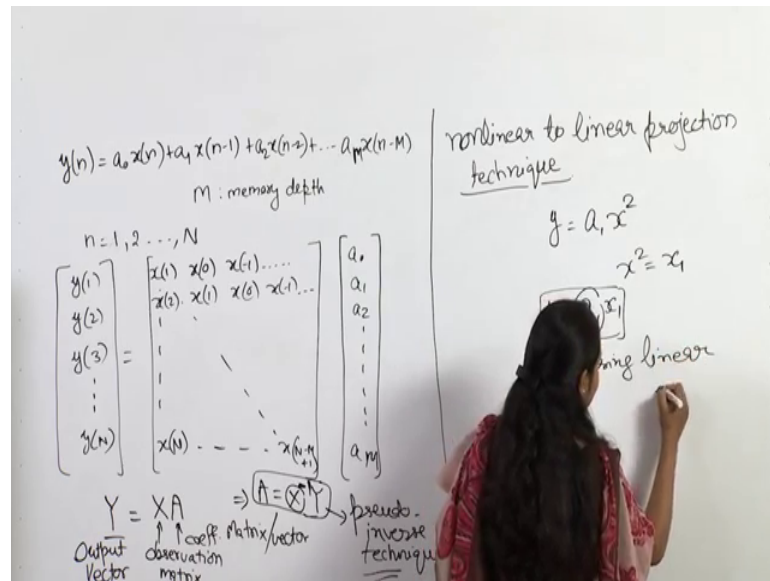 y(n) = a₀x(n)+a₁x(n-1)+a₂x(n-2)+... a_M x(n-M)
M : memory depth
n = 1, 2 ..., N
y(1)
y(2)
y(3)
y(N)
=
x(1) x(0) x(-1).....
x(2) x(1) x(0) x(-1)...
x(N) - - - - x(N-M+1)
a₀
a₁
a₂
a_M
Y = XA ⇒ A = X^†Y
Output Vector
observation matrix
coeff. Matrix/vector
pseudo-inverse technique
nonlinear to linear projection
technique
y = a₁x²
x² = x₁
x₁
linear